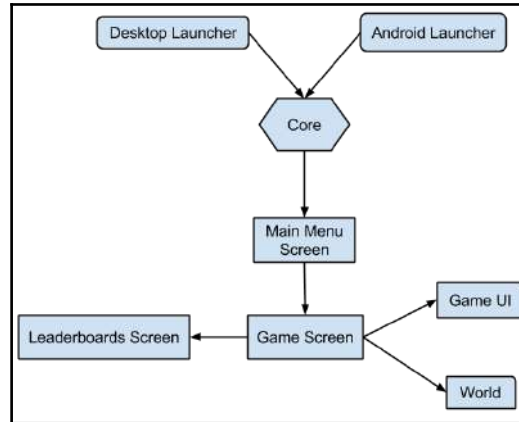 Desktop Launcher
Android Launcher
Core
Main Menu
Screen
Game UI
Leaderboards Screen
Game Screen
World